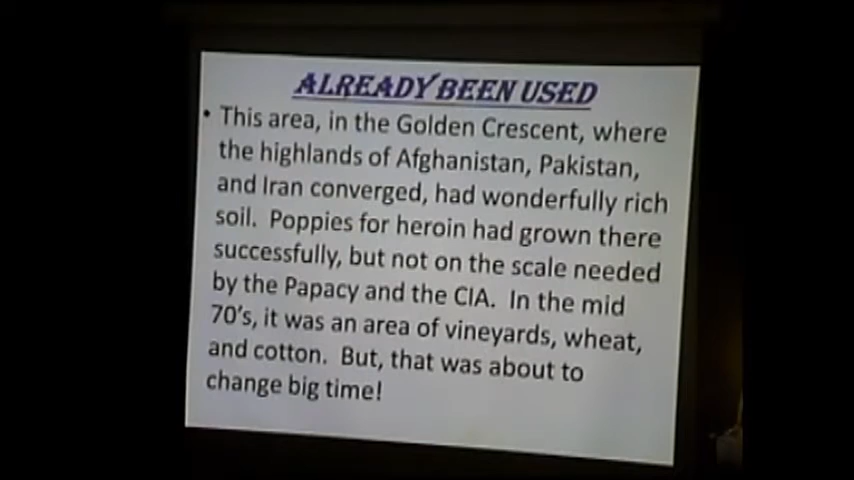 ALREADY BEEN USED
• This area, in the Golden Crescent, where
the highlands of Afghanistan, Pakistan,
and Iran converged, had wonderfully rich
soil.  Poppies for heroin had grown there
successfully, but not on the scale needed
by the Papacy and the CIA.  In the mid
70's, it was an area of vineyards, wheat,
and cotton.  But, that was about to
change big time!